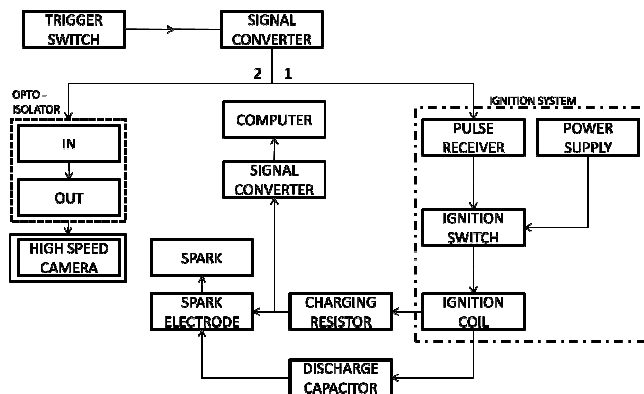 TRIGGER
SWITCH
SIGNAL
CONVERTER
2 1
OPTO -
ISOLATOR
IN
OUT
HIGH SPEED
CAMERA
COMPUTER
SIGNAL
CONVERTER
IGNITION SYSTEM
PULSE
RECEIVER
POWER
SUPPLY
IGNITION
SWITCH
SPARK
SPARK
ELECTRODE
CHARGING
RESISTOR
IGNITION
COIL
DISCHARGE
CAPACITOR